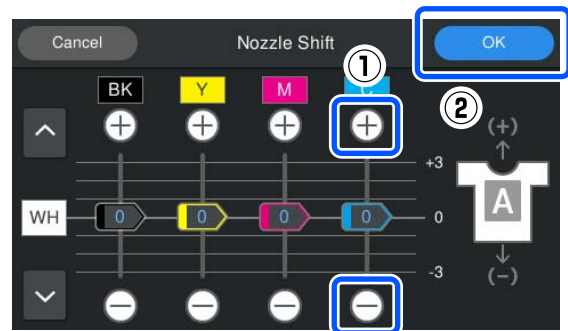 Cancel Nozzle Shift OK
①
②
BK Y M C
(+)
+3
WH 0 0 0 0 0 A
-3
(−)